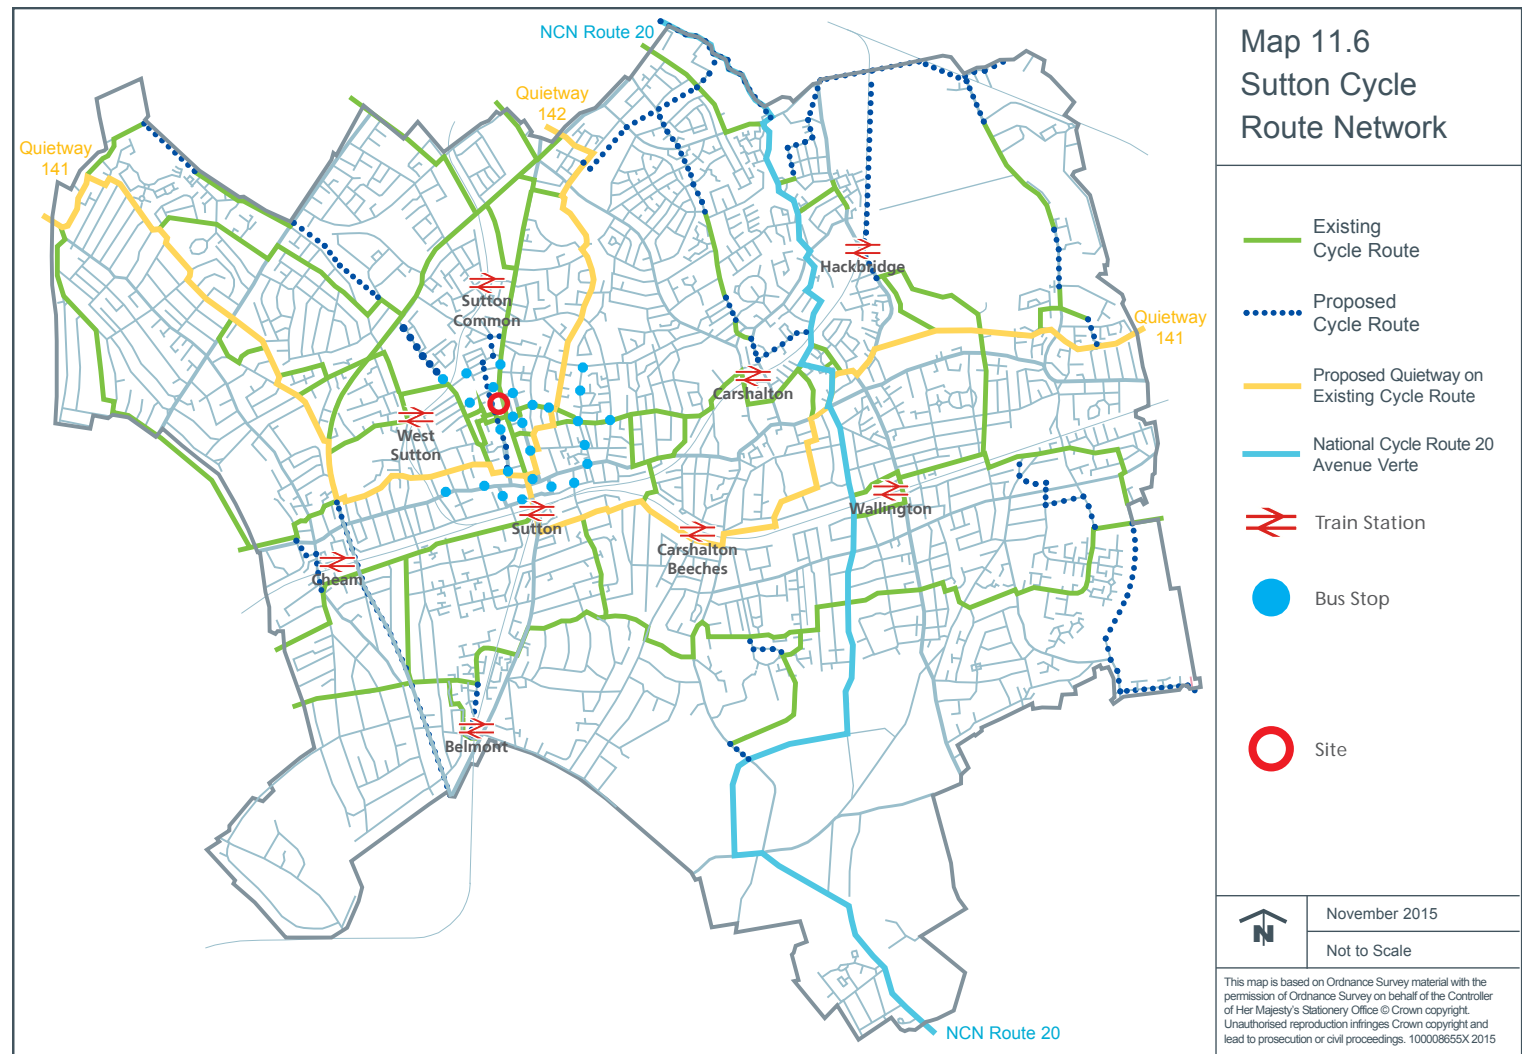 NCN Route 20
Quietway
142
Quietway
141
Hackbridge
Sutton
Common
Quietway
141
Carshalton
West
Sutton
Wallington
Sutton
Carshalton
Beeches
Cheam
Belmont
NCN Route 20
Map 11.6
Sutton Cycle
Route Network
Existing
Cycle Route
Proposed
Cycle Route
Proposed Quietway on
Existing Cycle Route
National Cycle Route 20
Avenue Verte
Train Station
Bus Stop
Site
N
November 2015
Not to Scale
This map is based on Ordnance Survey material with the
permission of Ordnance Survey on behalf of the Controller
of Her Majesty's Stationery Office © Crown copyright.
Unauthorised reproduction infringes Crown copyright and
lead to prosecution or civil proceedings. 100008655X 2015